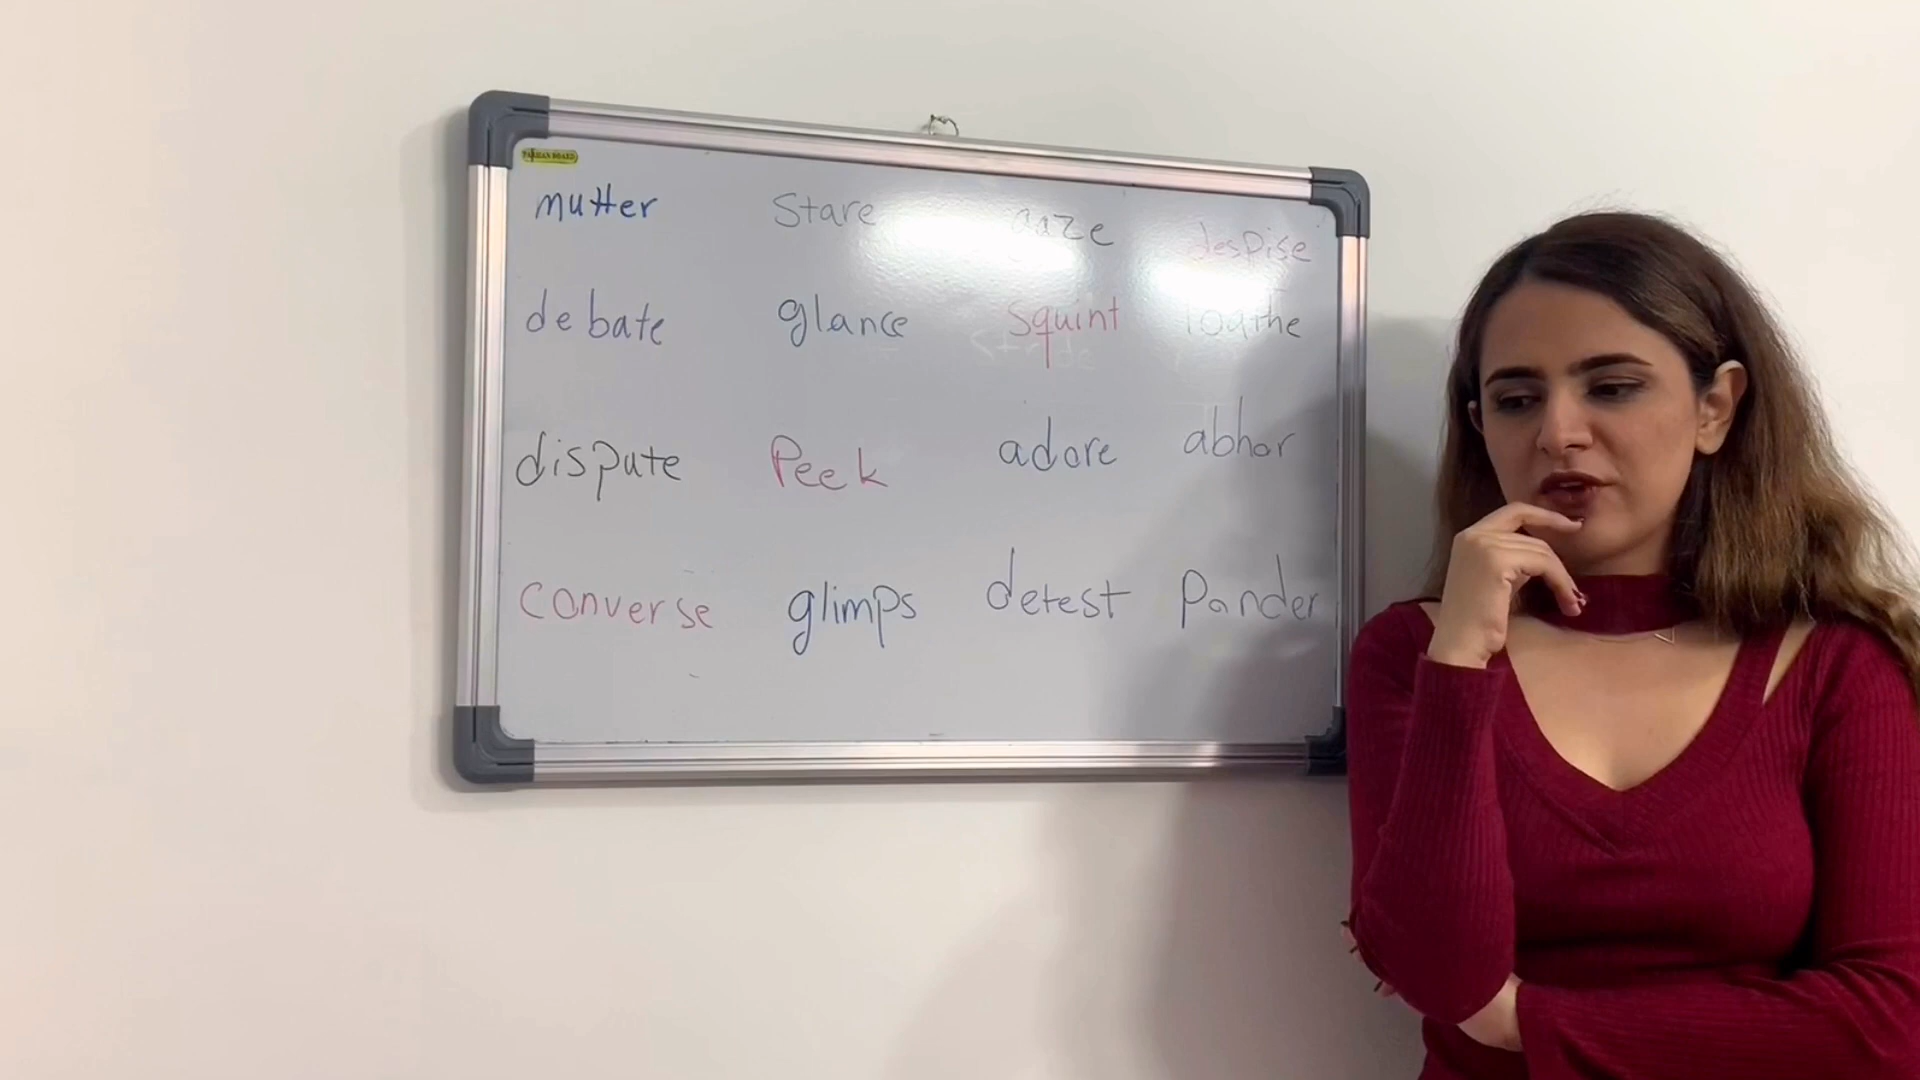 mutter Stare gaze despise
debate glance squint loathe
dispute Peek adore abhor
converse glimps detest Pander